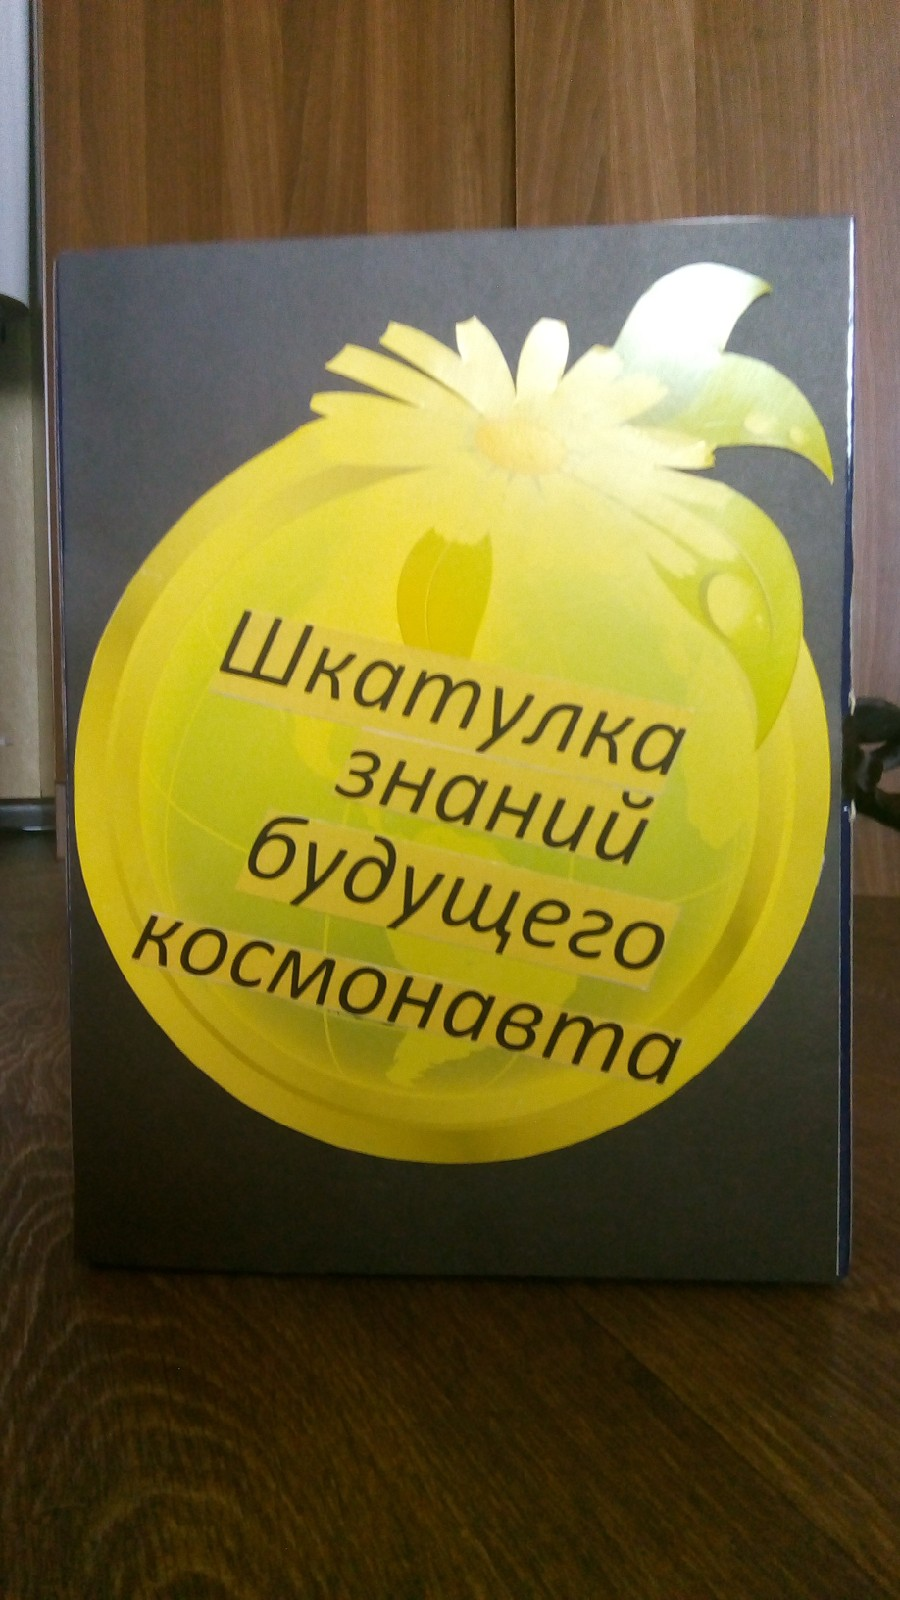 Шкатулка
знаний
будущего
космонавта